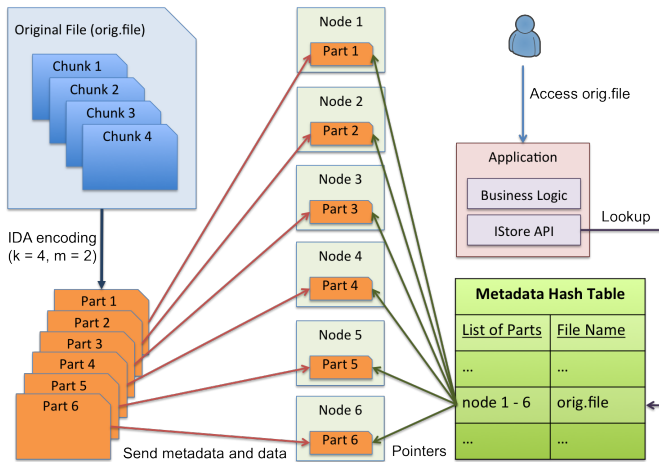 Original File (orig.file)
Chunk 1
Chunk 2
Chunk 3
Chunk 4
IDA encoding
(k = 4, m = 2)
Part 1
Part 2
Part 3
Part 4
Part 5
Part 6
Send metadata and data
Node 1
Part 1
Node 2
Part 2
Node 3
Part 3
Node 4
Part 4
Node 5
Part 5
Node 6
Part 6
Pointers
Access orig.file
Application
Business Logic
IStore API
Lookup
Metadata Hash Table
List of Parts File Name
... ...
node 1 - 6 orig.file
... ...